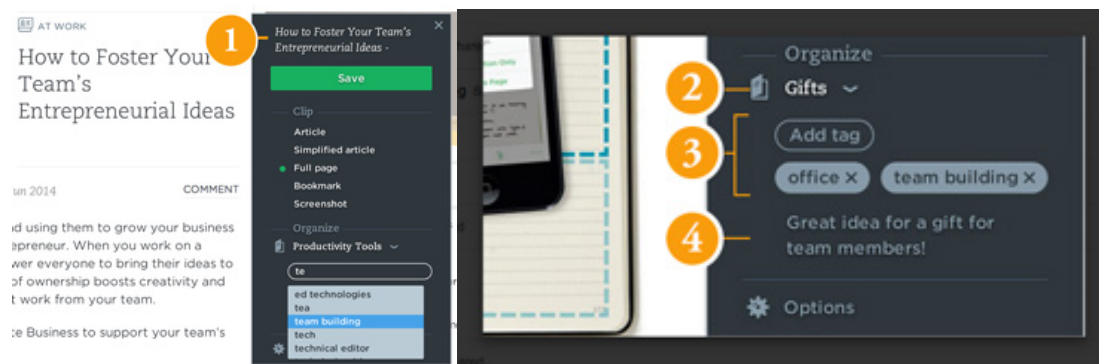 AT WORK
How to Foster Your
Team's
Entrepreneurial Ideas
un 2014
COMMENT
d using them to grow your business
epreneur. When you work on a
wer everyone to bring their ideas to
of ownership boosts creativity and
t work from your team.
ce Business to support your team's
1
How to Foster Your Team's
Entrepreneurial Ideas -
×
Save
Clip
Article
Simplified article
Full page
Bookmark
Screenshot
Organize
Productivity Tools
te
ed technologies
tea
team building
tech
technical editor
Organize
2
Gifts
3
Add tag
office ×
team building ×
4
Great idea for a gift for
team members!
Options